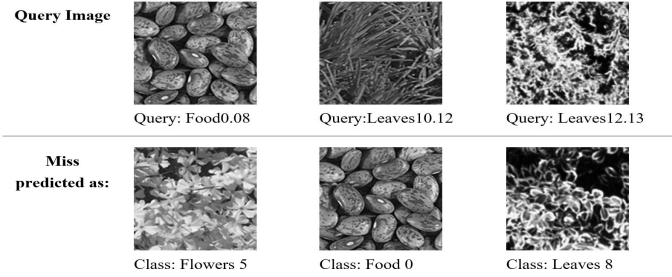 Query Image
Query: Food0.08
Query:Leaves10.12
Query: Leaves12.13
Miss
predicted as:
Class: Flowers 5
Class: Food 0
Class: Leaves 8